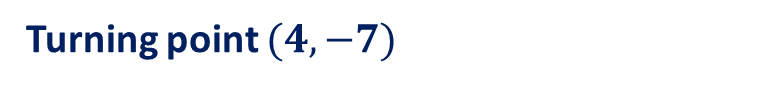 Turning point (4, −7)